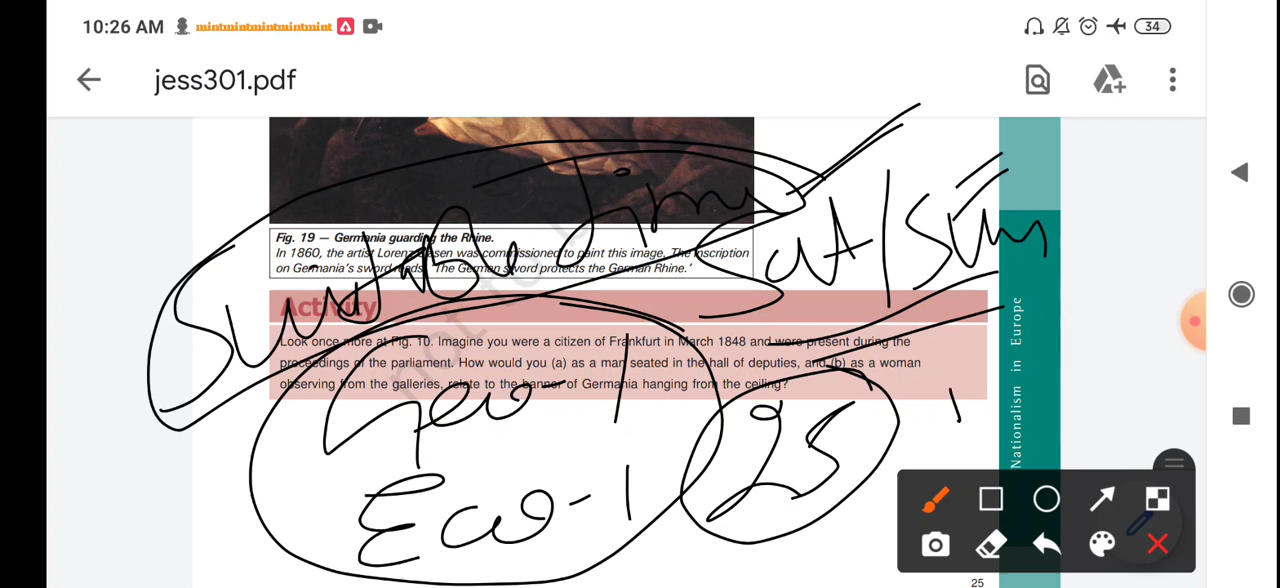 10:26 AM mintmintmintmintmint 34
jess301.pdf
Fig. 19 — Germania guarding the Rhine.
In 1860, the artist Lorenz Clasen was commissioned to paint this image. The inscription
on Germania's sword reads: 'The German sword protects the German Rhine.'
Activity
Look once more at Fig. 10. Imagine you were a citizen of Frankfurt in March 1848 and were present during the
proceedings of the parliament. How would you (a) as a man seated in the hall of deputies, and (b) as a woman
observing from the galleries, relate to the banner of Germania hanging from the ceiling?
Geo - 1
Eco - 1
25
Nationalism in Europe
25